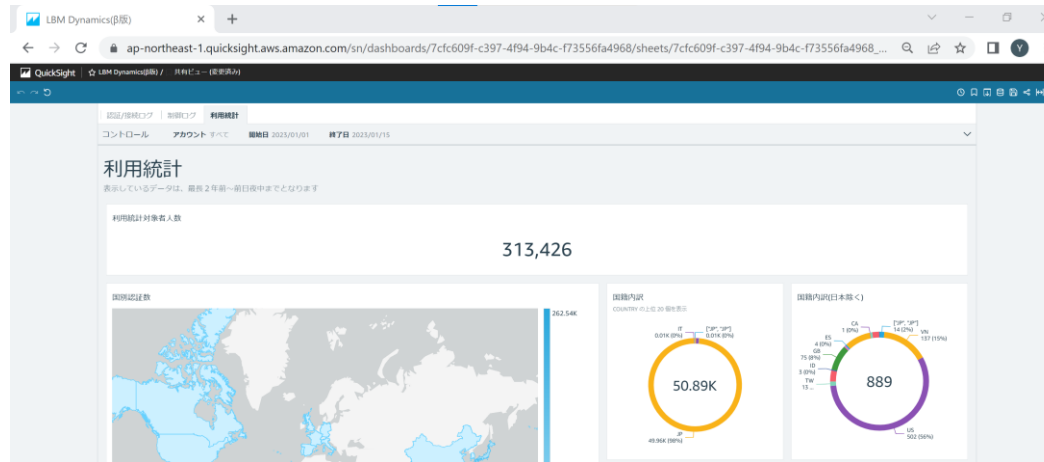 LBM Dynamics(β版)
ap-northeast-1.quicksight.aws.amazon.com/sn/dashboards/7cfc609f-c397-4f94-9b4c-f73556fa4968/sheets/7cfc609f-c397-4f94-9b4c-f73556fa4968_...
Y
QuickSight LBM Dynamics(β版) / 共有ビュー (変更済み)
認証/接続ログ 制御ログ 利用統計
コントロール アカウント すべて 開始日 2023/01/01 終了日 2023/01/15
利用統計
表示しているデータは、最長2年前~前日夜中までとなります
利用統計対象者人数
313,426
国別認証数
262.54K
国籍内訳
COUNTRY の上位 20 個を表示
IT
0.01K (0%)
["JP", "JP"]
0.01K (0%)
50.89K
JP
49.96K (98%)
国籍内訳(日本除く)
CA
1 (0%)
["JP", "JP"]
14 (2%)
VN
137 (15%)
ES
4 (0%)
GB
75 (8%)
ID
3 (0%)
TW
13 ...
889
US
502 (56%)